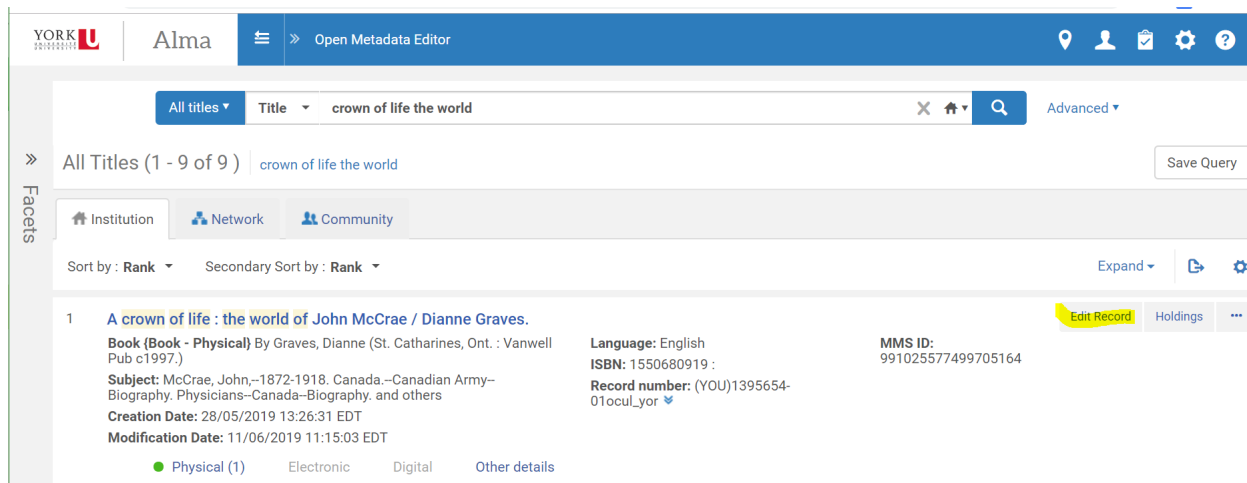 YORK U
UNIVERSITÉ
UNIVERSITY
Alma
Open Metadata Editor
All titles
Title
crown of life the world
Advanced
Facets
All Titles (1 - 9 of 9 )
crown of life the world
Save Query
Institution
Network
Community
Sort by : Rank
Secondary Sort by : Rank
Expand
1
A crown of life : the world of John McCrae / Dianne Graves.
Edit Record
Holdings
Book {Book - Physical} By Graves, Dianne (St. Catharines, Ont. : Vanwell
Pub c1997.)
Subject: McCrae, John,--1872-1918. Canada.--Canadian Army--
Biography. Physicians--Canada--Biography. and others
Creation Date: 28/05/2019 13:26:31 EDT
Modification Date: 11/06/2019 11:15:03 EDT
Language: English
ISBN: 1550680919 :
Record number: (YOU)1395654-
01ocul_yor
MMS ID:
991025577499705164
Physical (1)
Electronic
Digital
Other details